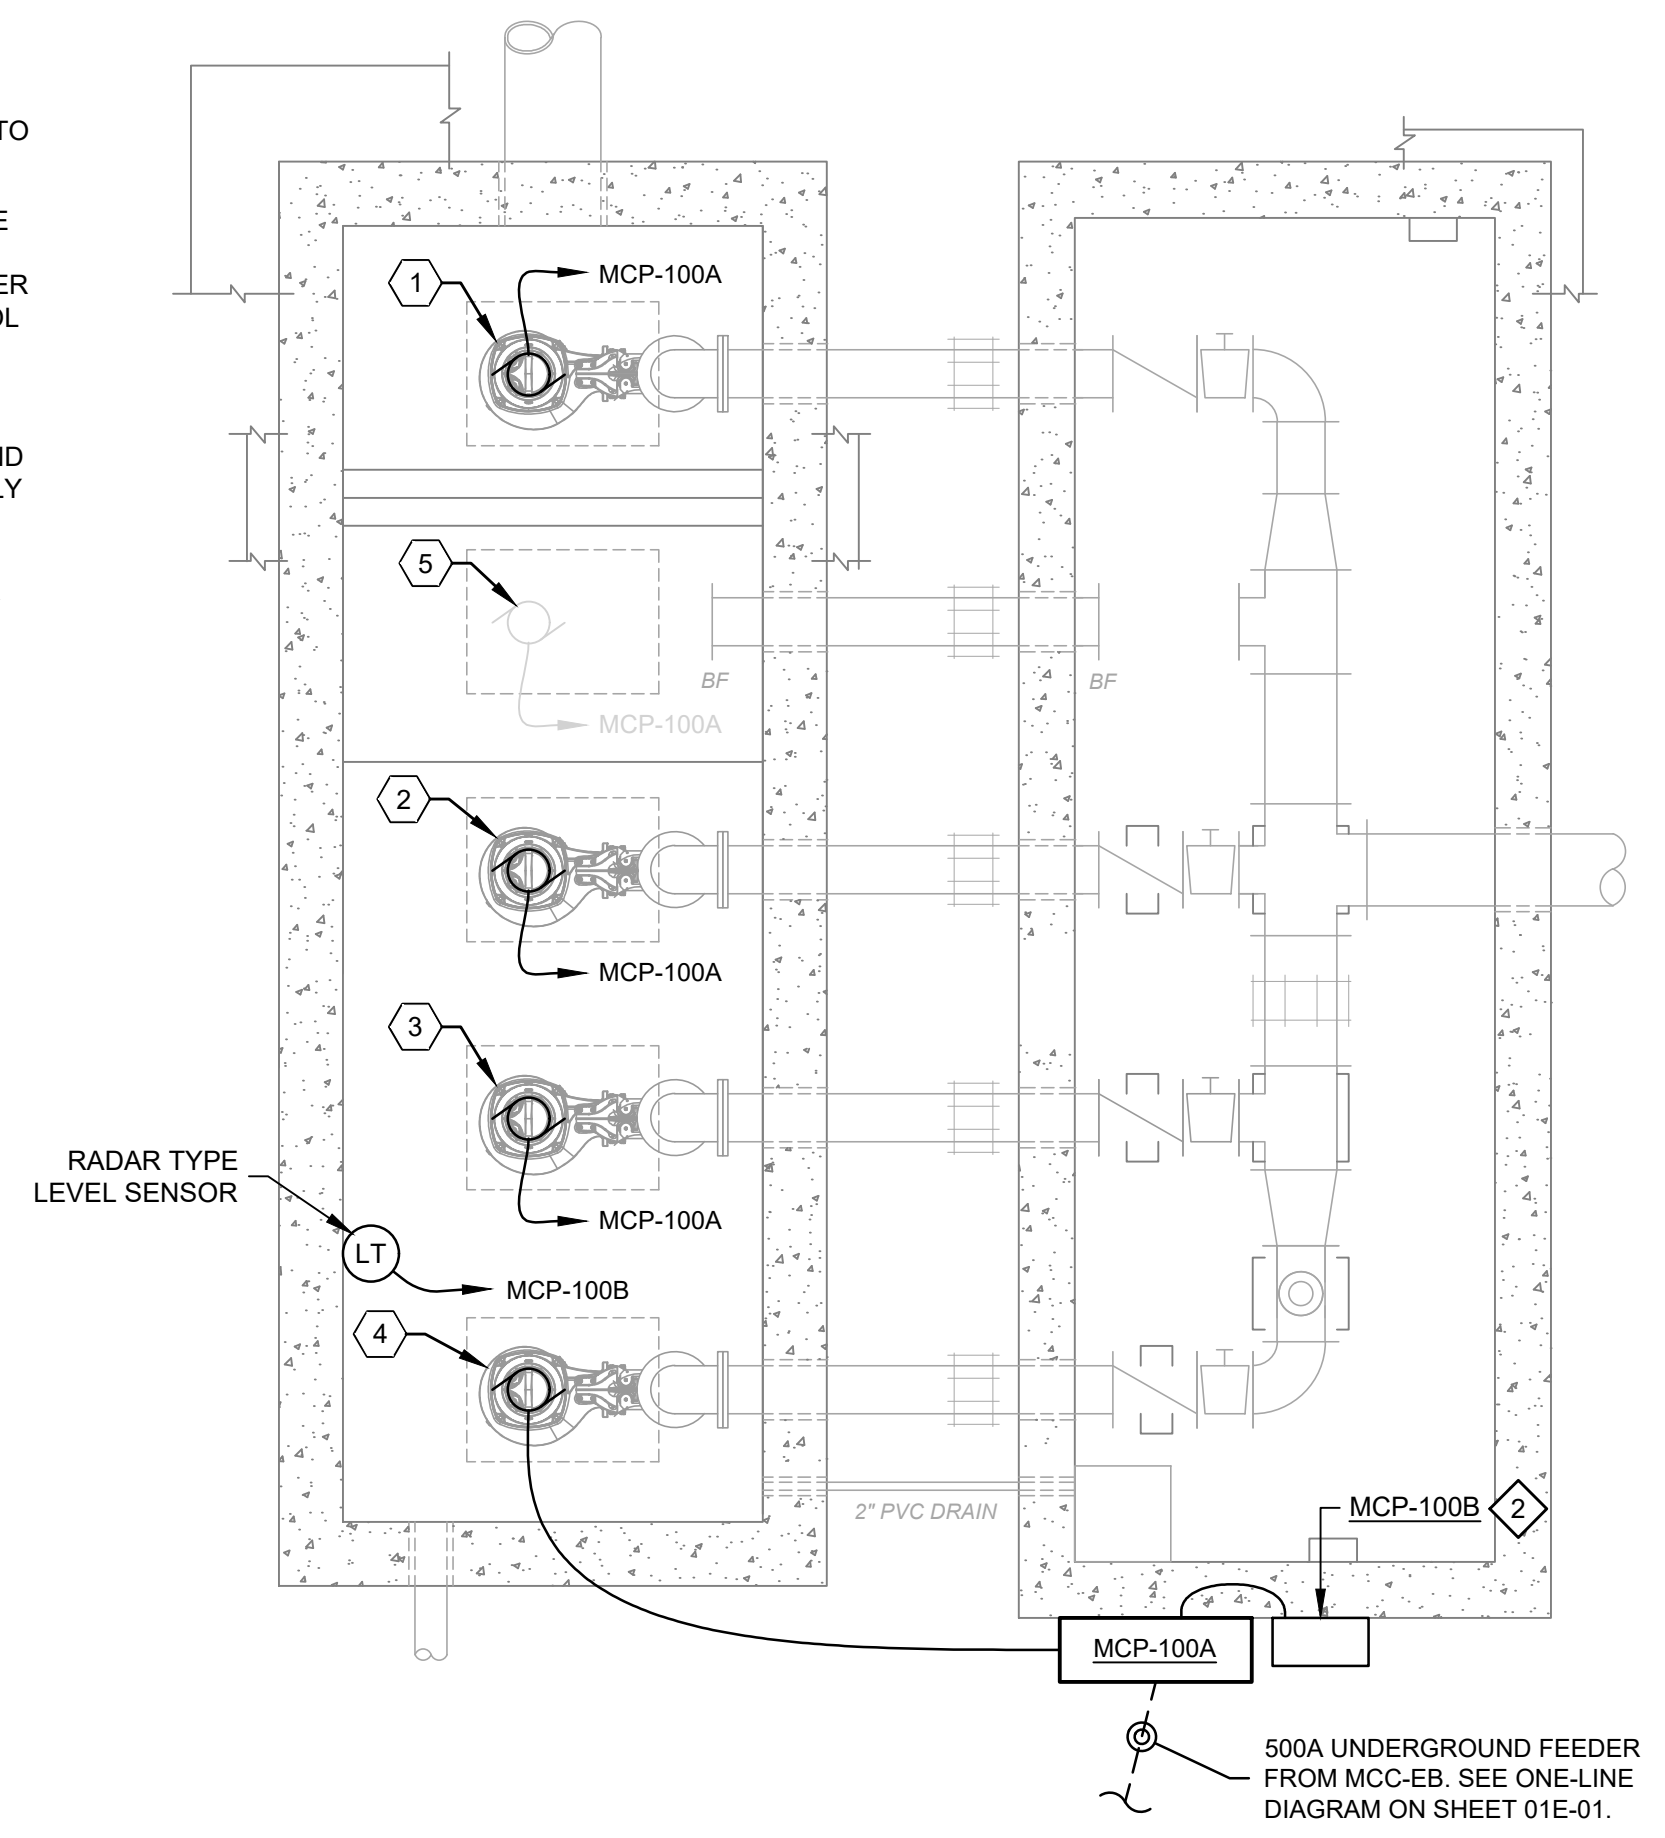 TO
E
ER
OL
ND
LY
1
MCP-100A
5
BF
BF
MCP-100A
2
MCP-100A
3
MCP-100A
RADAR TYPE
LEVEL SENSOR
LT
MCP-100B
4
2" PVC DRAIN
MCP-100B
2
MCP-100A
500A UNDERGROUND FEEDER
FROM MCC-EB. SEE ONE-LINE
DIAGRAM ON SHEET 01E-01.